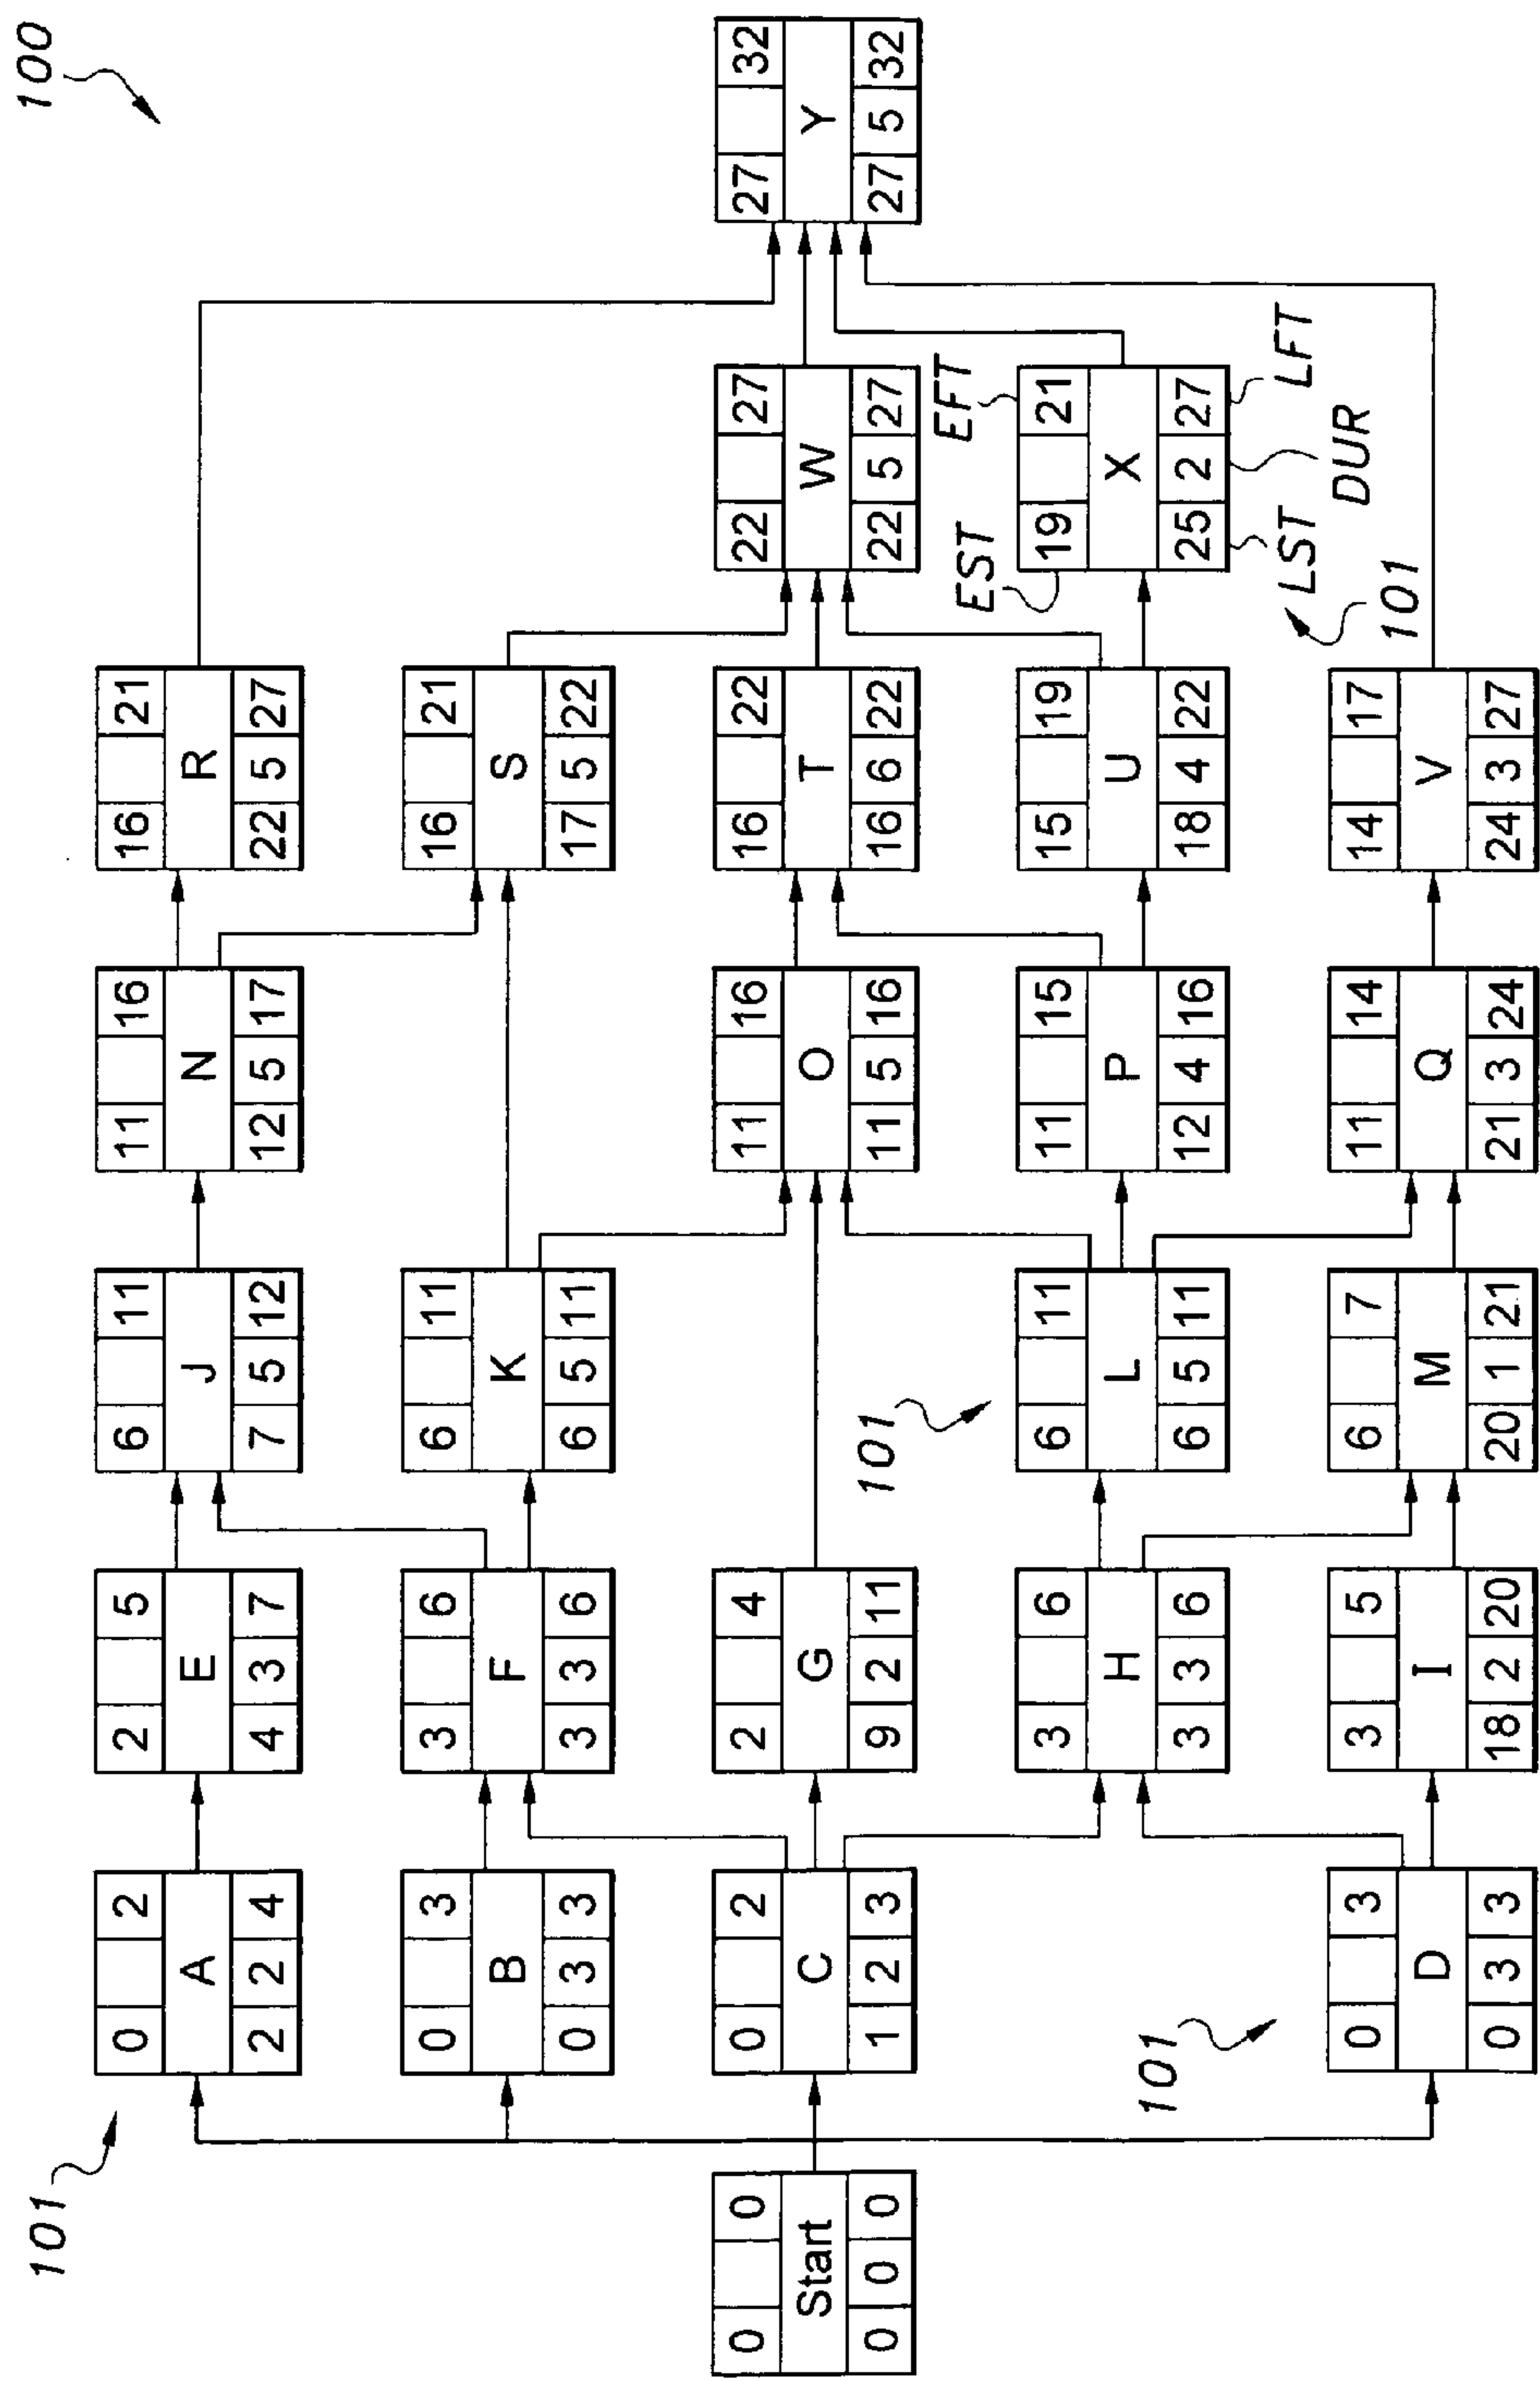 100
101
0 2
A
2 2 4
2 5
E
4 3 7
6 11
J
7 5 12
11 16
N
12 5 17
16 21
R
22 5 27
0 3
B
0 3 3
3 6
F
3 3 6
6 11
K
6 5 11
16 21
S
17 5 22
0 0
Start
0 0 0
0 2
C
1 2 3
2 4
G
9 2 11
11 16
O
11 5 16
16 22
T
16 6 22
22 27
W
22 5 27
27 32
Y
27 5 32
101
EST
EFT
3 6
H
3 3 6
6 11
L
6 5 11
11 15
P
12 4 16
15 19
U
18 4 22
19 21
X
25 2 27
LST
DUR
LFT
101
101
0 3
D
0 3 3
3 5
I
18 2 20
6 7
M
20 1 21
11 14
Q
21 3 24
14 17
V
24 3 27